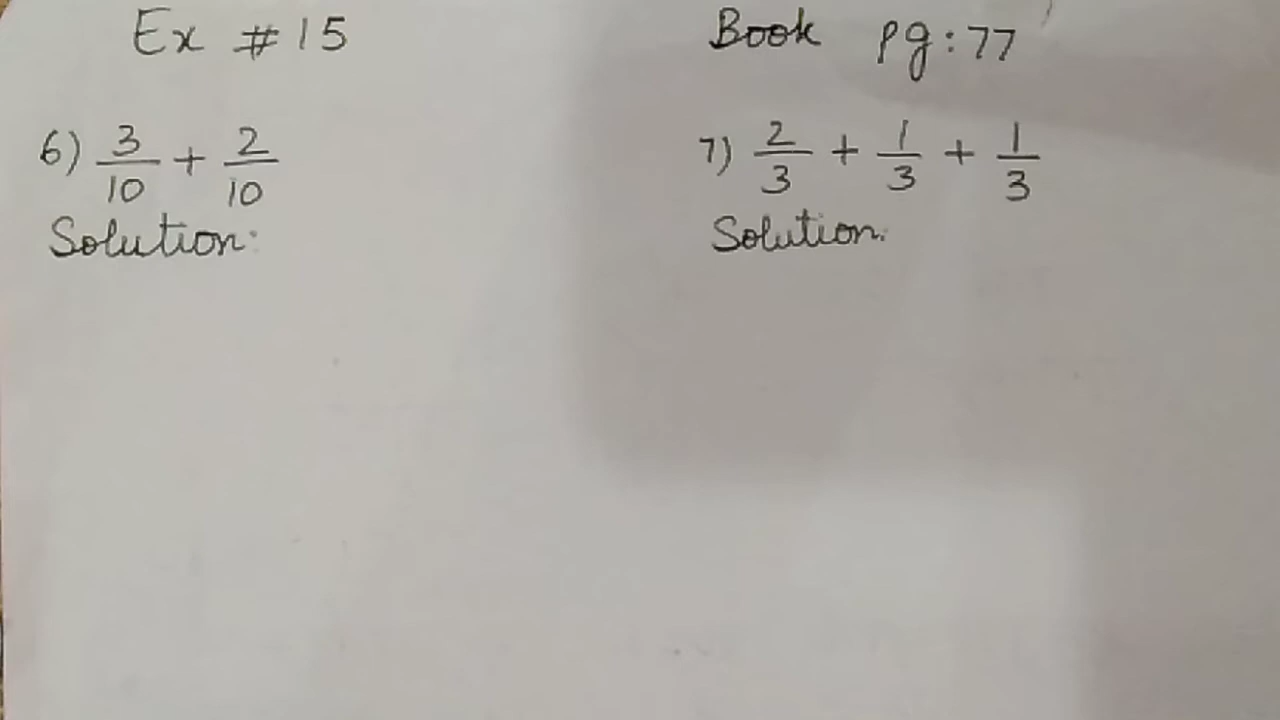 Ex # 15
Book pg: 77
6) 3/10 + 2/10
Solution:
7) 2/3 + 1/3 + 1/3
Solution: